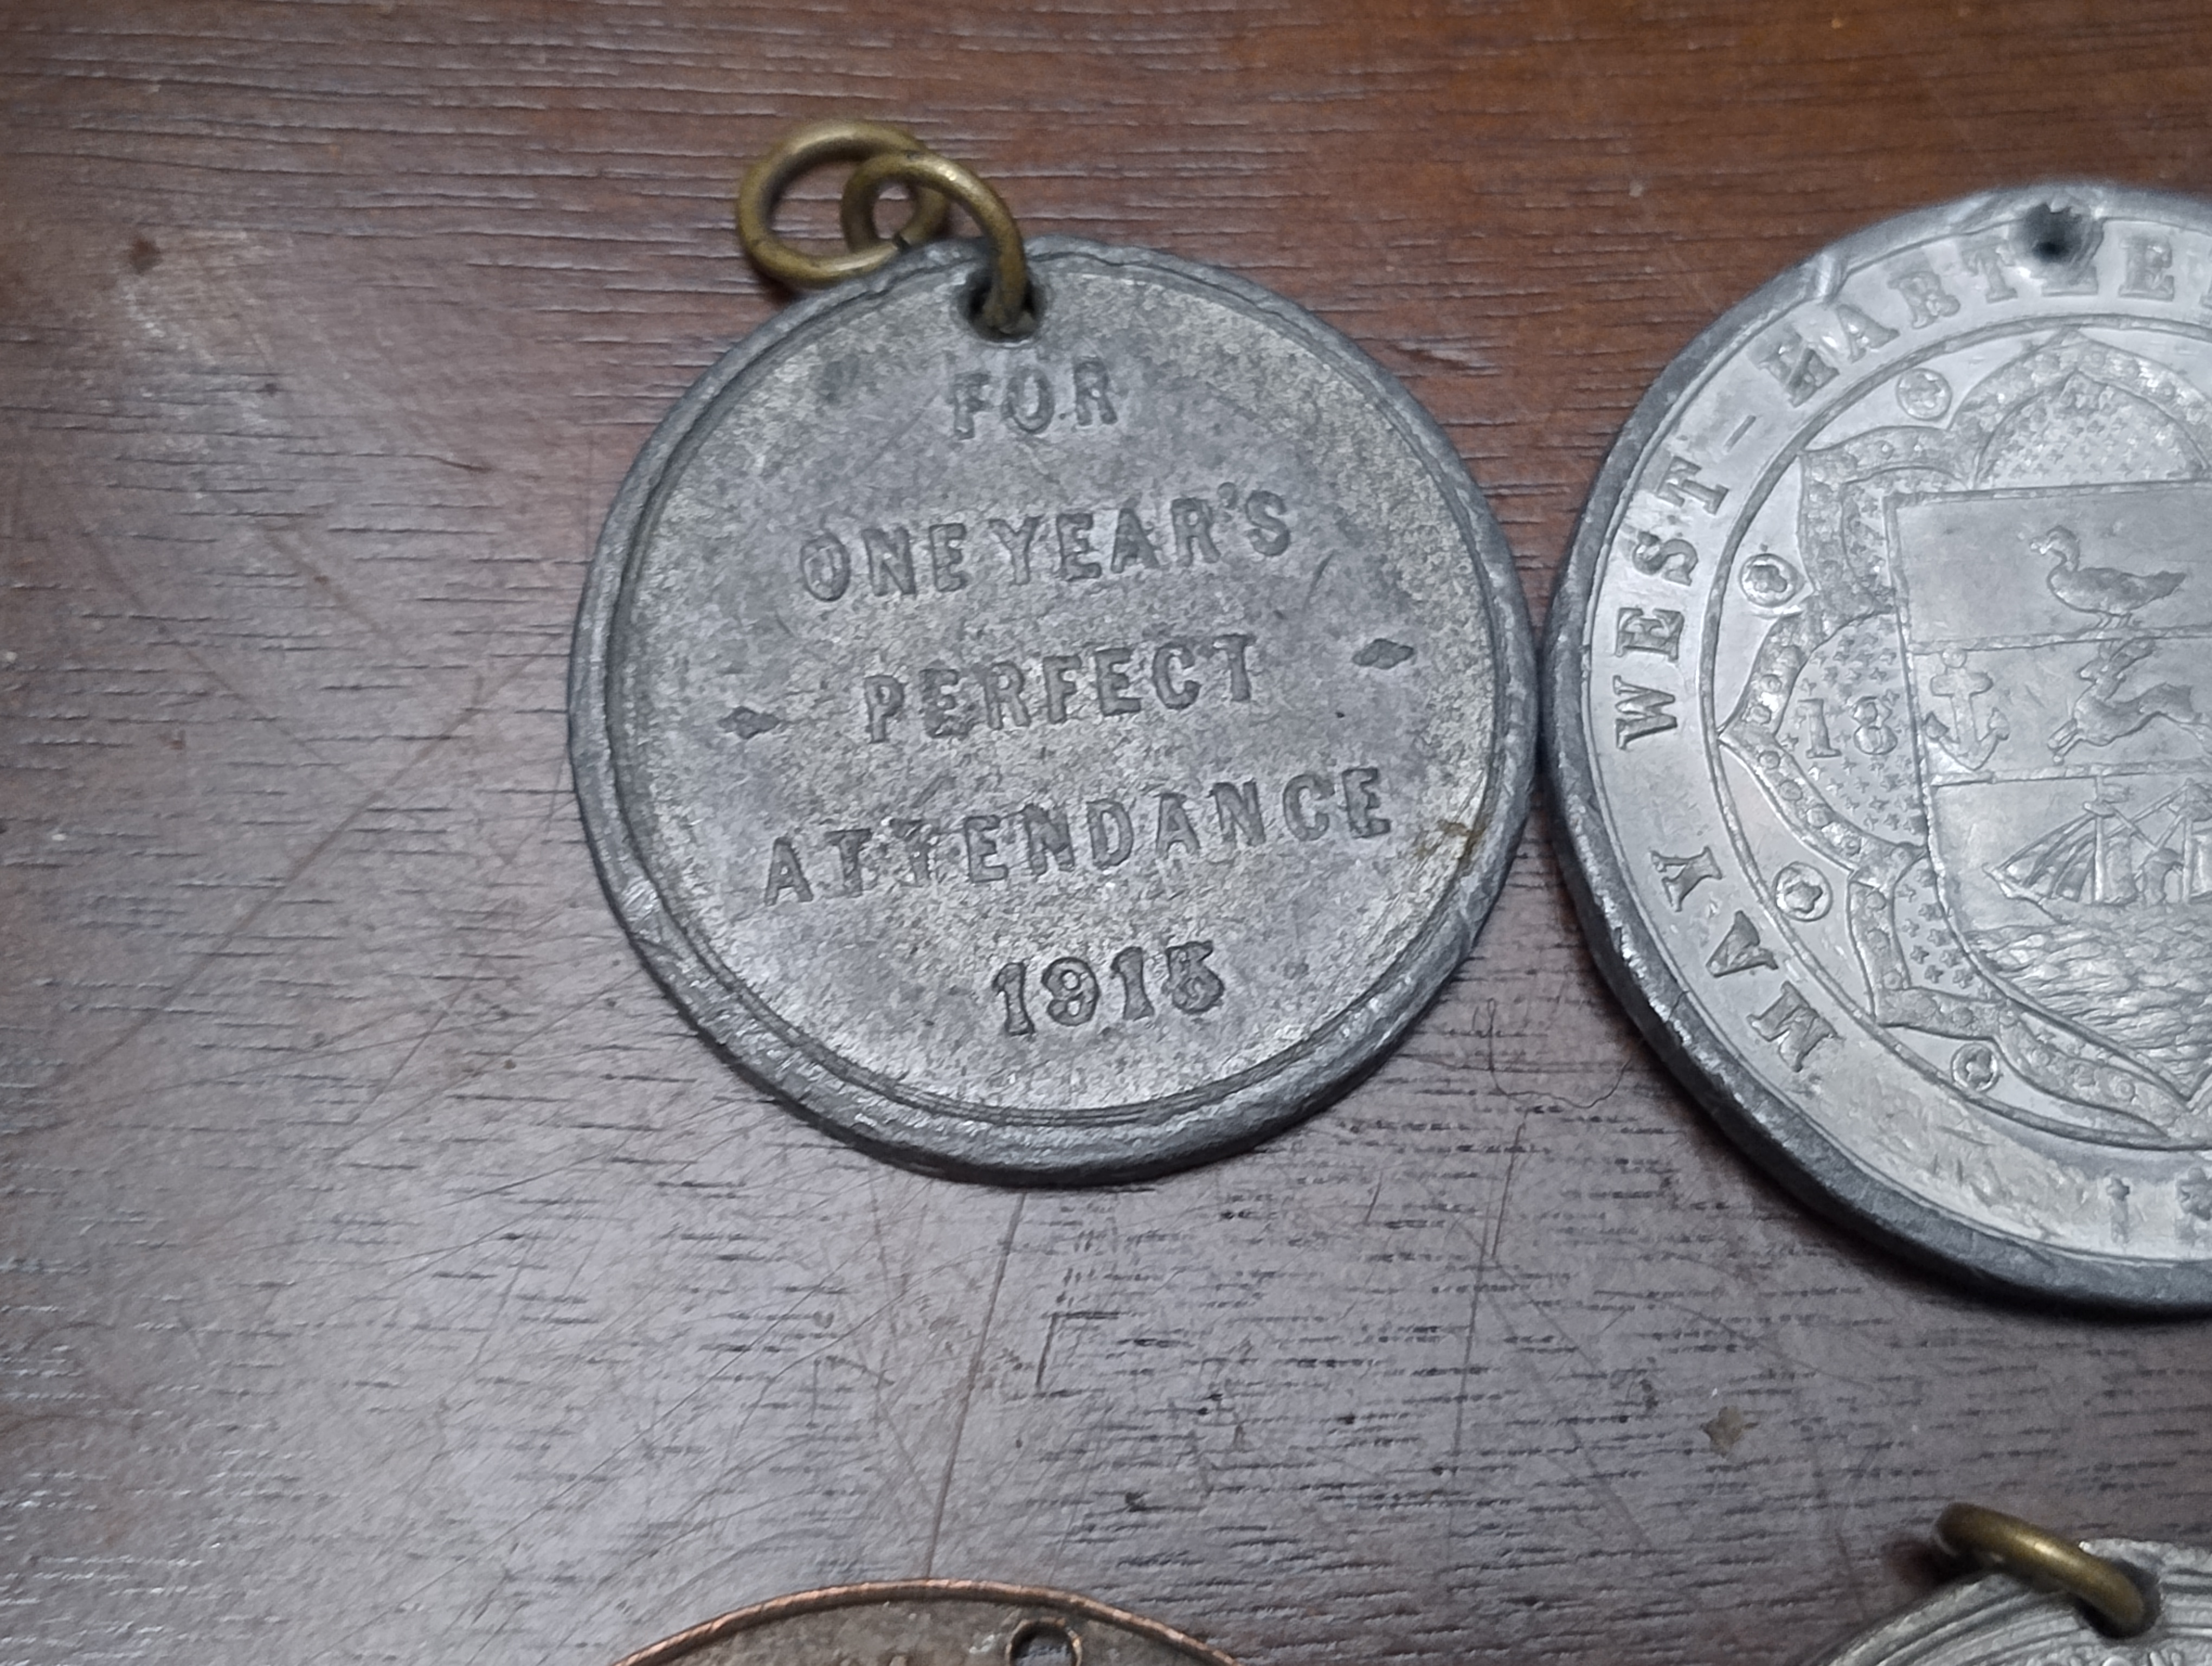 FOR
ONE YEAR'S
PERFECT
ATTENDANCE
1915
MAY WEST-HARTLE
18